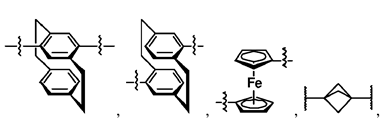 Fe
, , , ,